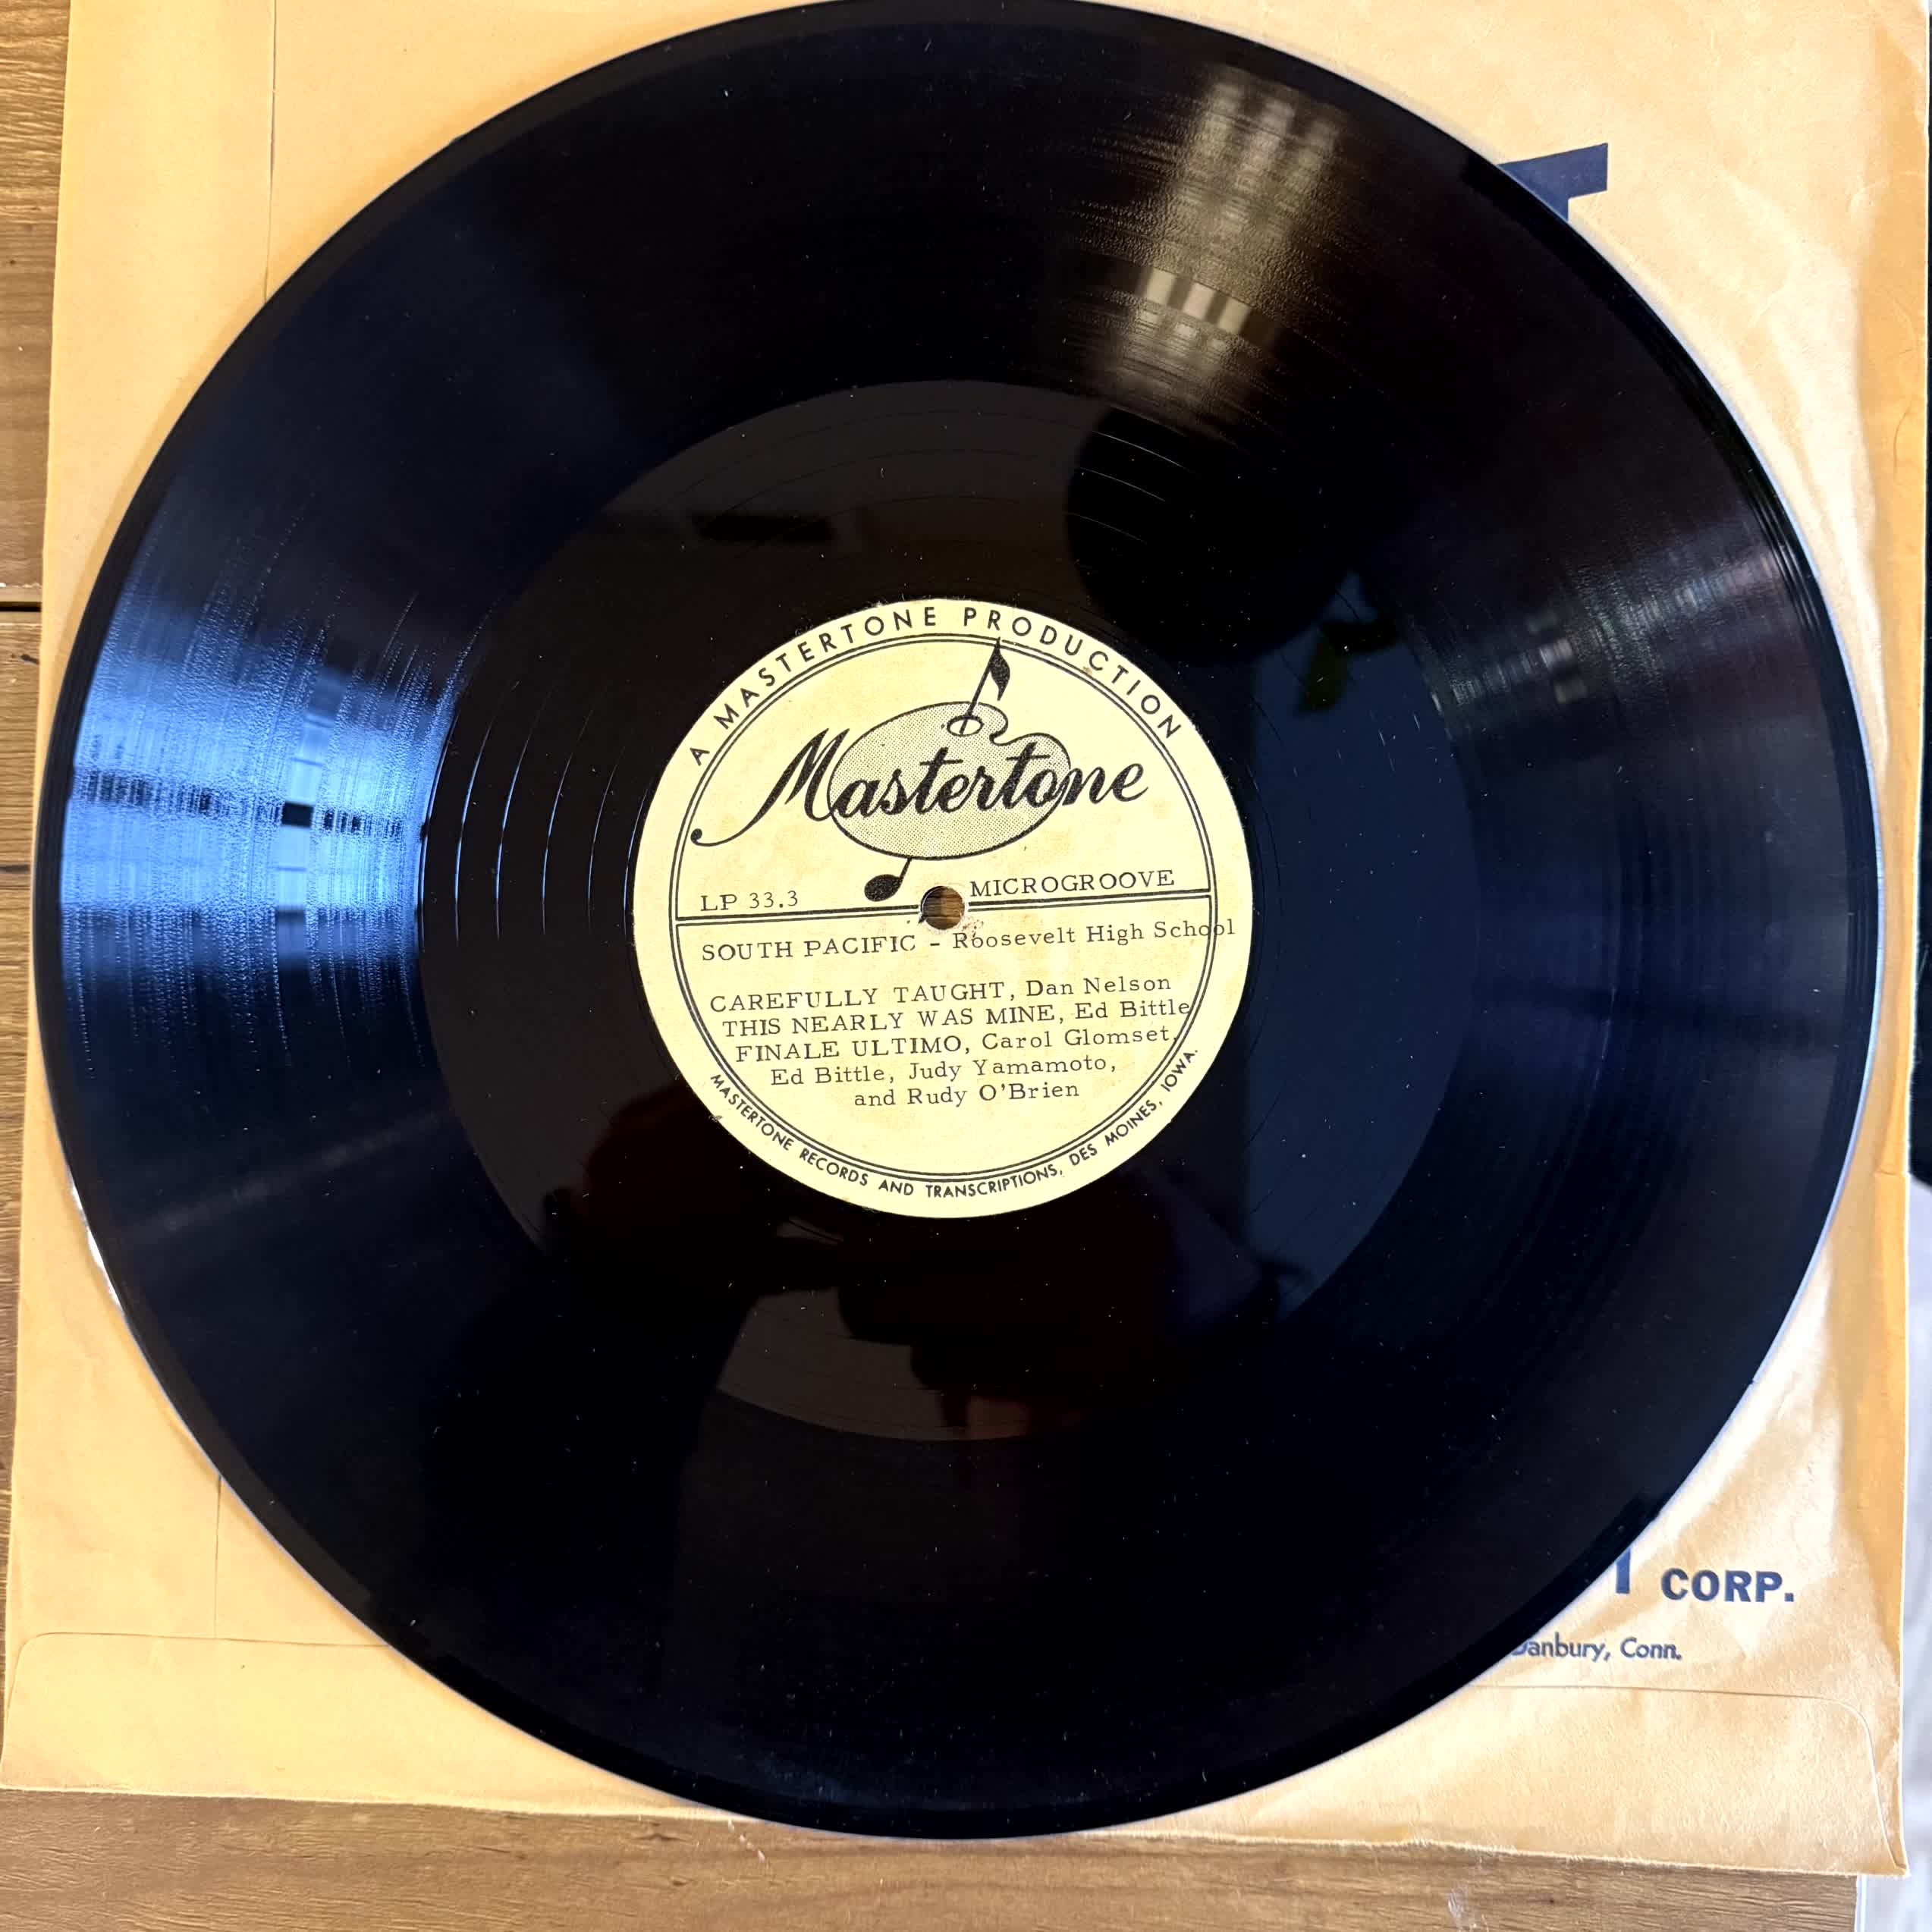 A MASTERTONE PRODUCTION
Mastertone
LP 33.3
MICROGROOVE
SOUTH PACIFIC - Roosevelt High School
CAREFULLY TAUGHT, Dan Nelson
THIS NEARLY WAS MINE, Ed Bittle
FINALE ULTIMO, Carol Glomset,
Ed Bittle, Judy Yamamoto,
and Rudy O'Brien
MASTERTONE RECORDS AND TRANSCRIPTIONS, DES MOINES, IOWA.
CORP.
Danbury, Conn.